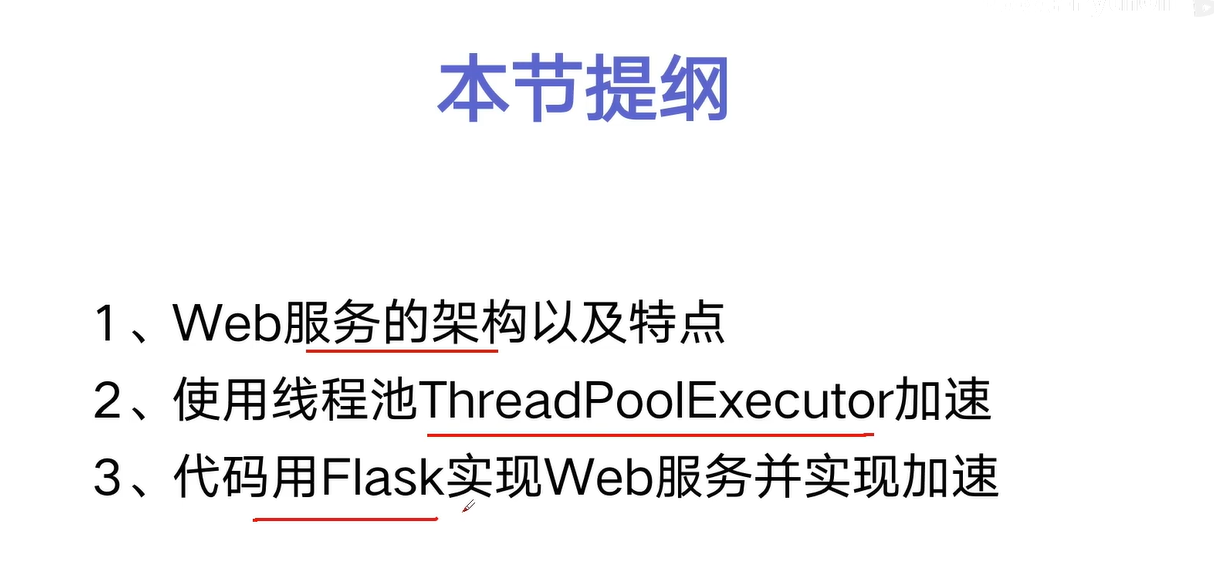 本节提纲
1、Web服务的架构以及特点
2、使用线程池ThreadPoolExecutor加速
3、代码用Flask实现Web服务并实现加速